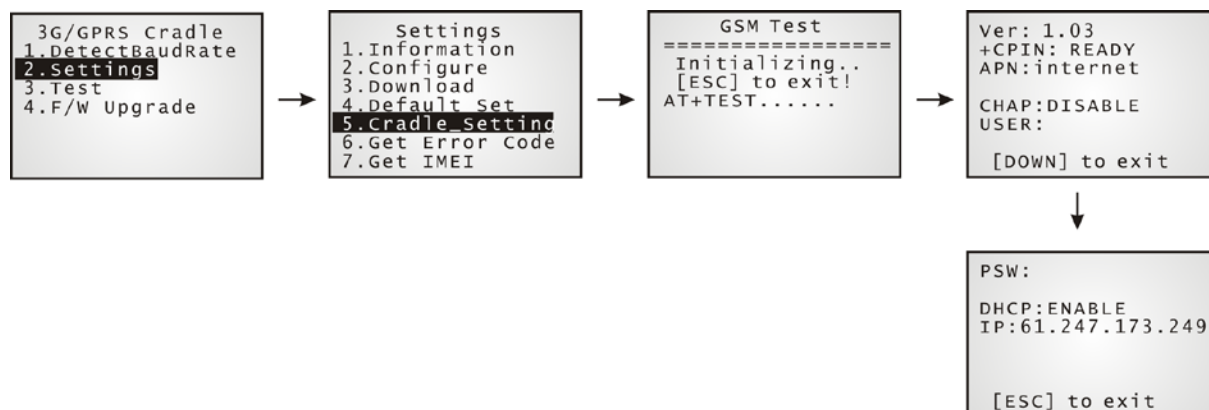 3G/GPRS Cradle
1.DetectBaudRate
2.Settings
3.Test
4.F/W Upgrade
Settings
1.Information
2.Configure
3.Download
4.Default Set
5.Cradle_Setting
6.Get Error Code
7.Get IMEI
GSM Test
=================
Initializing..
[ESC] to exit!
AT+TEST......
Ver: 1.03
+CPIN: READY
APN:internet
CHAP:DISABLE
USER:
[DOWN] to exit
PSW:
DHCP:ENABLE
IP:61.247.173.249
[ESC] to exit